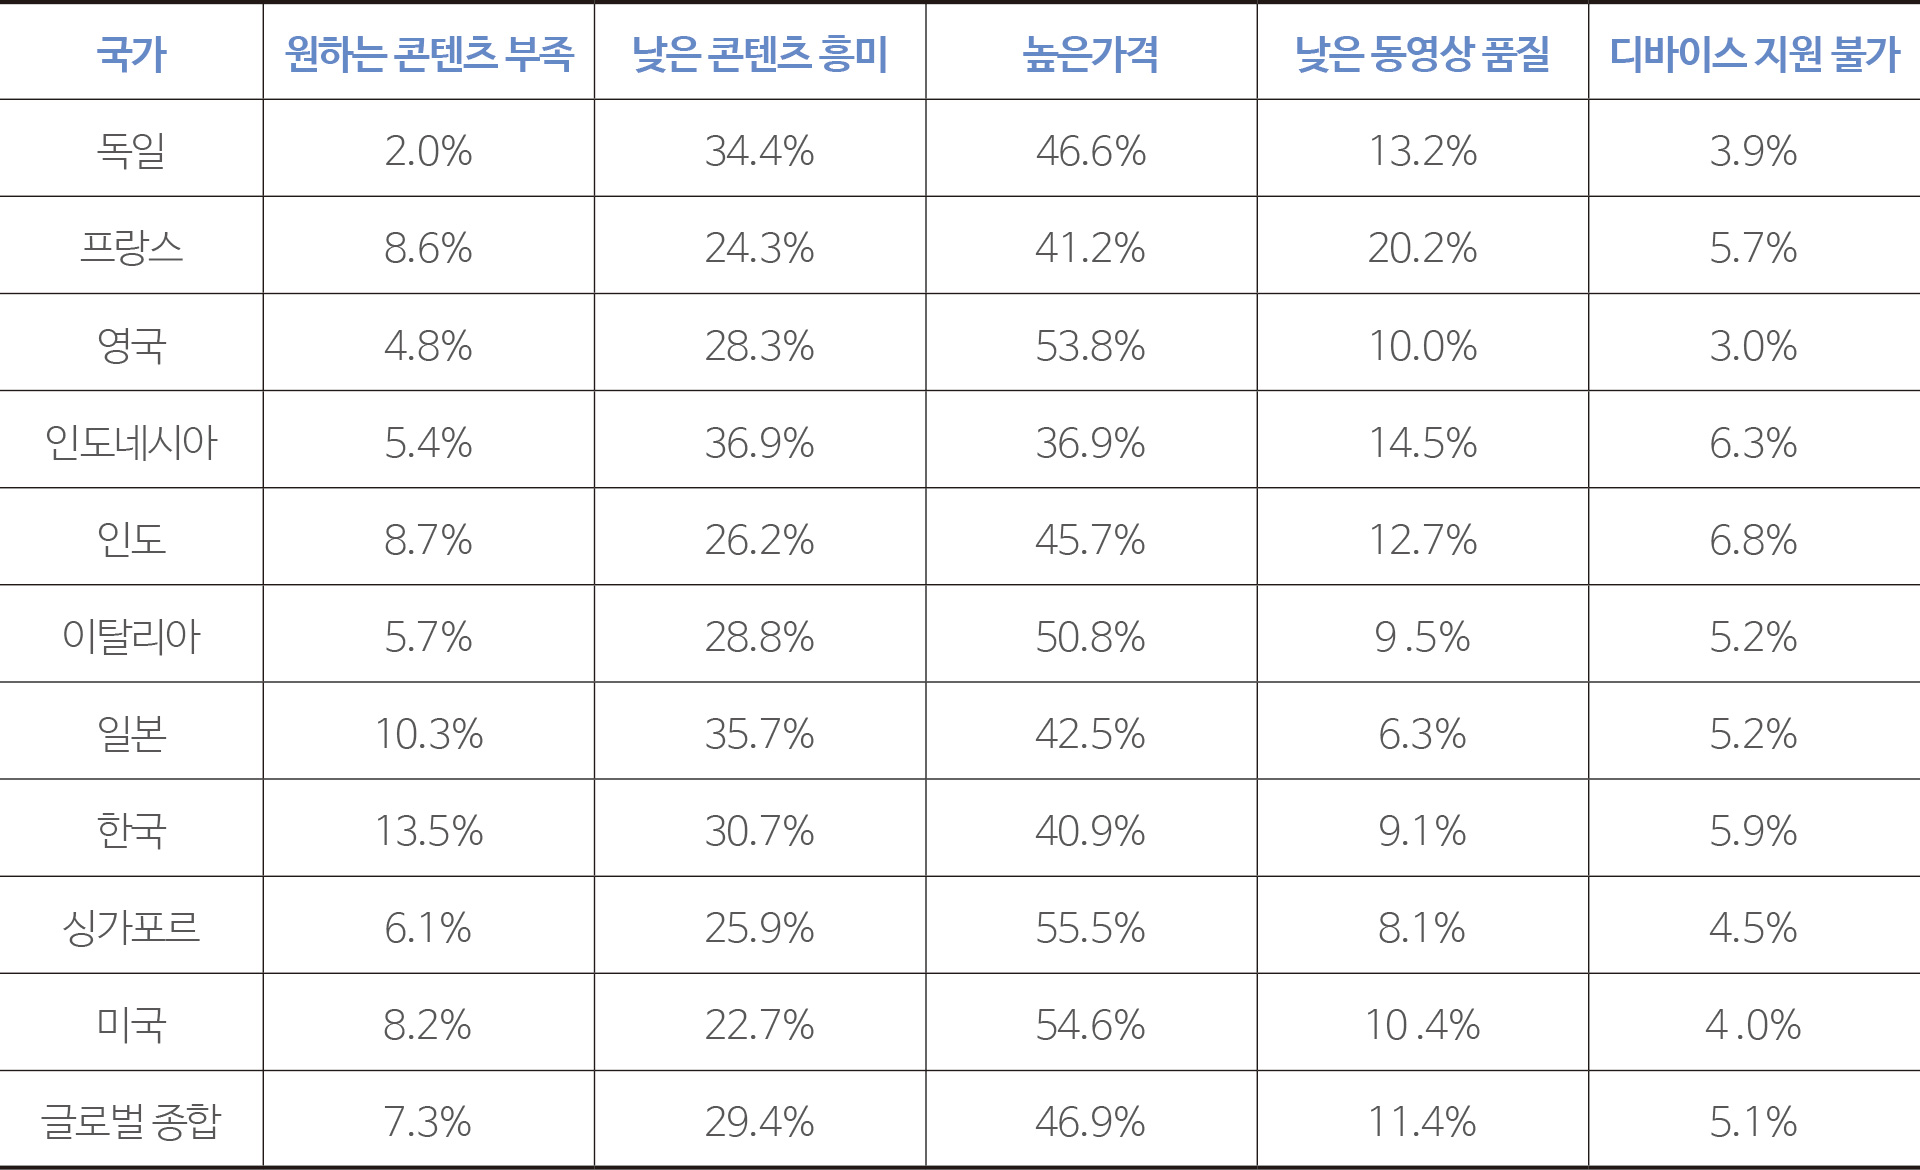 국가 원하는 콘텐츠 부족 낮은 콘텐츠 흥미 높은가격 낮은 동영상 품질 디바이스 지원 불가
독일 2.0% 34.4% 46.6% 13.2% 3.9%
프랑스 8.6% 24.3% 41.2% 20.2% 5.7%
영국 4.8% 28.3% 53.8% 10.0% 3.0%
인도네시아 5.4% 36.9% 36.9% 14.5% 6.3%
인도 8.7% 26.2% 45.7% 12.7% 6.8%
이탈리아 5.7% 28.8% 50.8% 9 .5% 5.2%
일본 10.3% 35.7% 42.5% 6.3% 5.2%
한국 13.5% 30.7% 40.9% 9.1% 5.9%
싱가포르 6.1% 25.9% 55.5% 8.1% 4.5%
미국 8.2% 22.7% 54.6% 10 .4% 4 .0%
글로벌 종합 7.3% 29.4% 46.9% 11.4% 5.1%